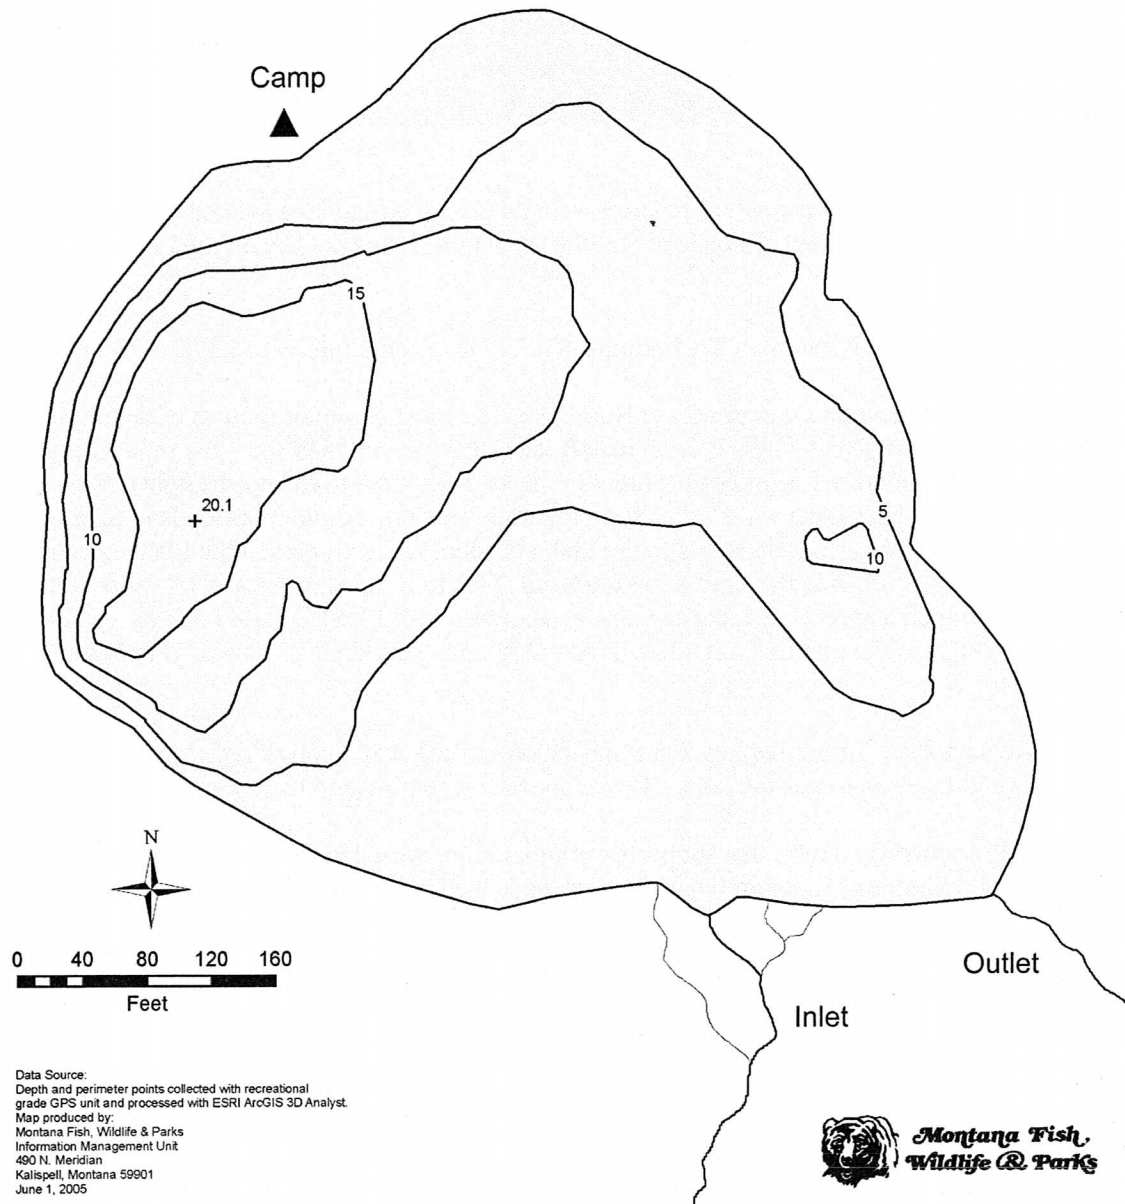 Camp
15
20.1
10
5
10
N
0 40 80 120 160
Feet
Outlet
Inlet
Data Source:
Depth and perimeter points collected with recreational
grade GPS unit and processed with ESRI ArcGIS 3D Analyst.
Map produced by:
Montana Fish, Wildlife & Parks
Information Management Unit
490 N. Meridian
Kalispell, Montana 59901
June 1, 2005
Montana Fish,
Wildlife & Parks